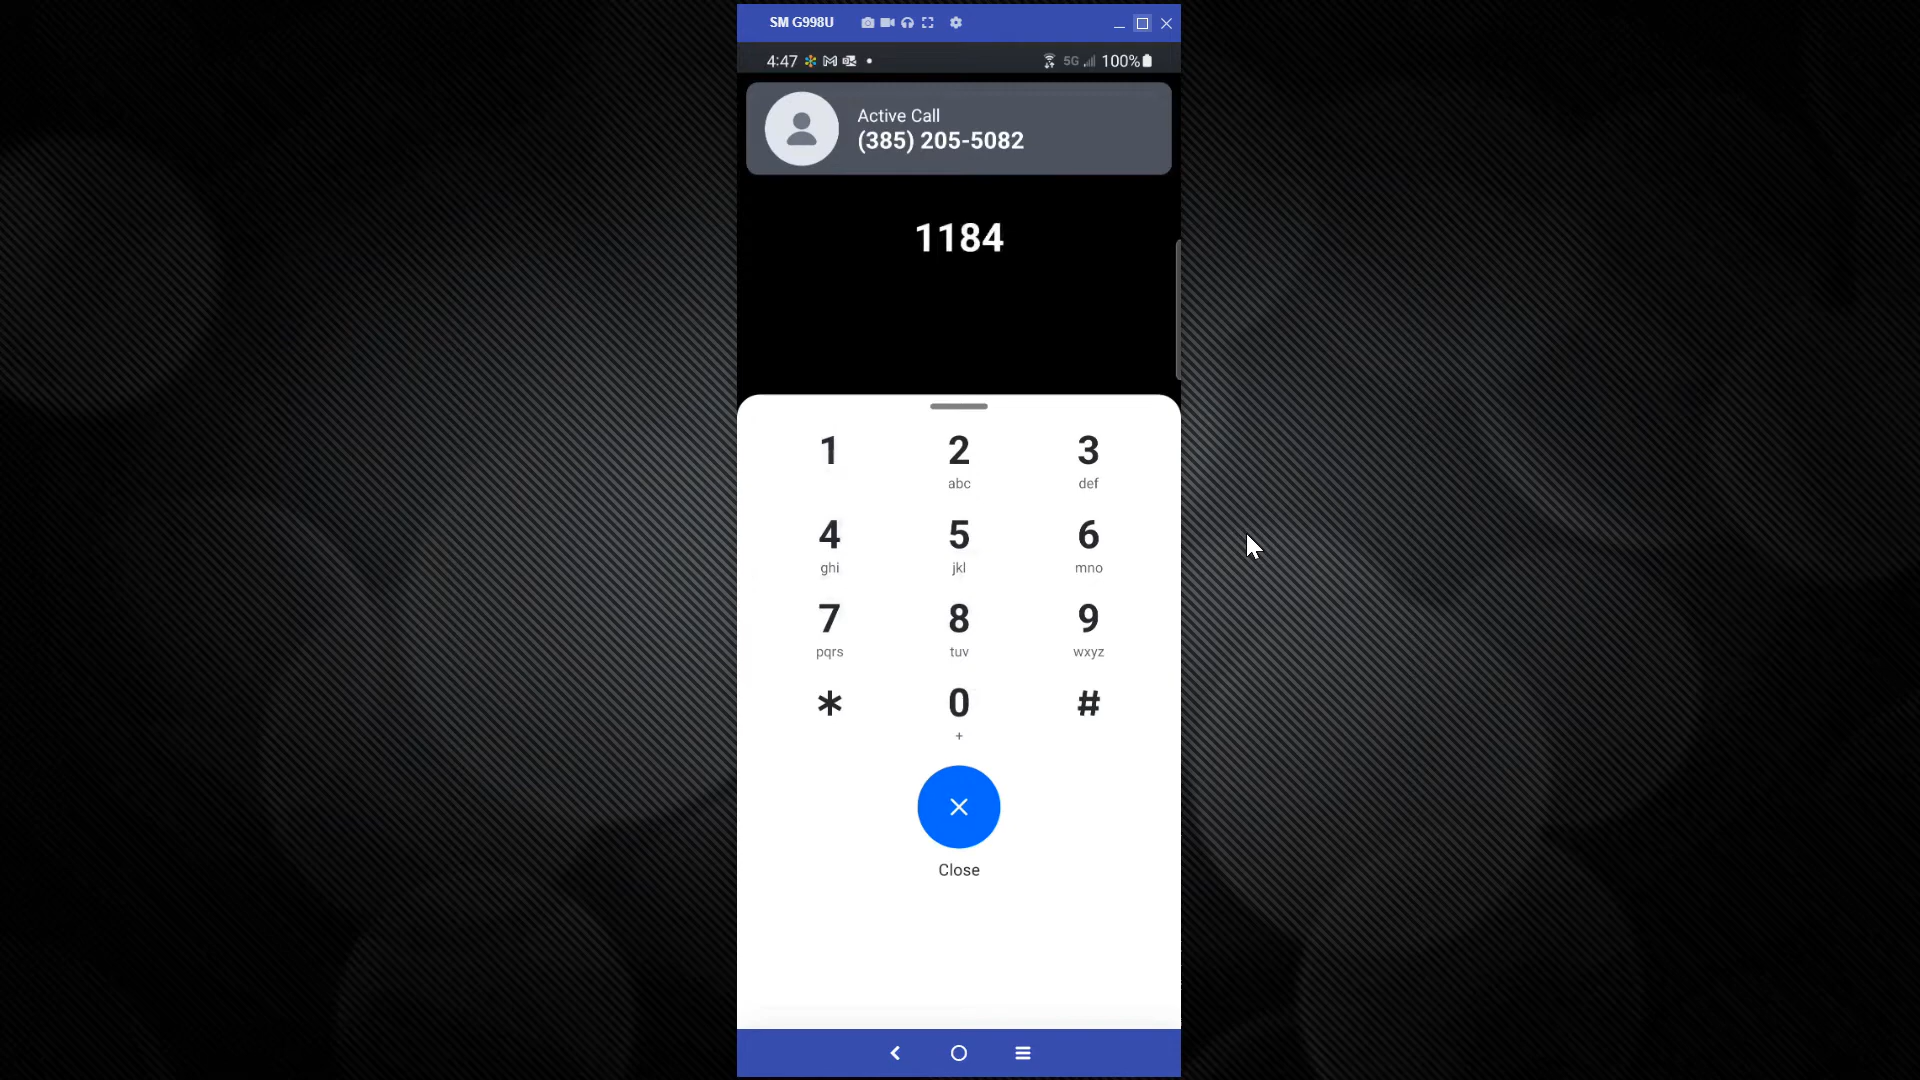 SM G998U
4:47 5G 100%
Active Call
(385) 205-5082
1184
1 2 3
abc def
4 5 6
ghi jkl mno
7 8 9
pqrs tuv wxyz
* 0 #
+
Close